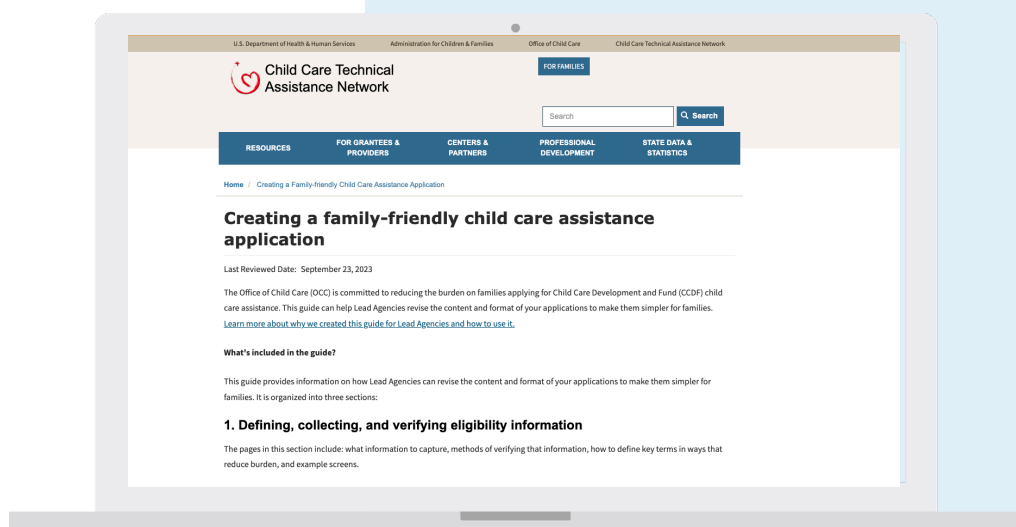 U.S. Department of Health & Human Services Administration for Children & Families Office of Child Care Child Care Technical Assistance Network
Child Care Technical
Assistance Network
FOR FAMILIES
Search Search
RESOURCES
FOR GRANTEES &
PROVIDERS
CENTERS &
PARTNERS
PROFESSIONAL
DEVELOPMENT
STATE DATA &
STATISTICS
Home / Creating a Family-friendly Child Care Assistance Application
Creating a family-friendly child care assistance
application
Last Reviewed Date: September 23, 2023
The Office of Child Care (OCC) is committed to reducing the burden on families applying for Child Care Development and Fund (CCDF) child
care assistance. This guide can help Lead Agencies revise the content and format of your applications to make them simpler for families.
Learn more about why we created this guide for Lead Agencies and how to use it.
What's included in the guide?
This guide provides information on how Lead Agencies can revise the content and format of your applications to make them simpler for
families. It is organized into three sections:
1. Defining, collecting, and verifying eligibility information
The pages in this section include: what information to capture, methods of verifying that information, how to define key terms in ways that
reduce burden, and example screens.